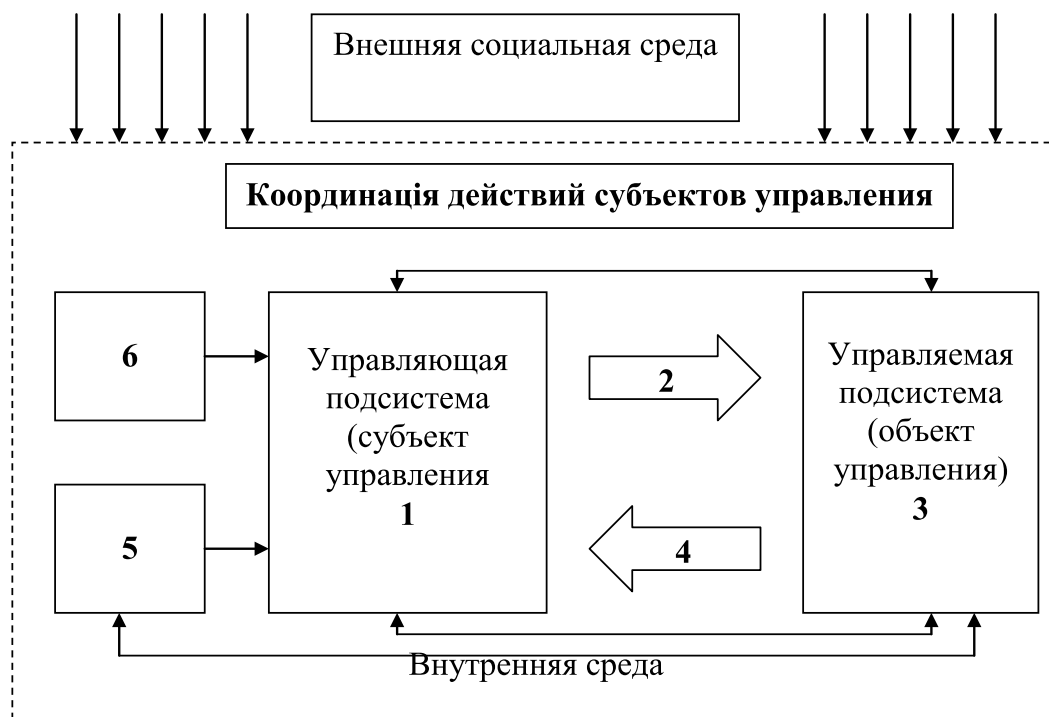 Внешняя социальная среда
Координація действий субъектов управления
6
Управляющая
подсистема
(субъект
управления
1
2
Управляемая
подсистема
(объект
управления)
3
5
4
Внутренняя среда